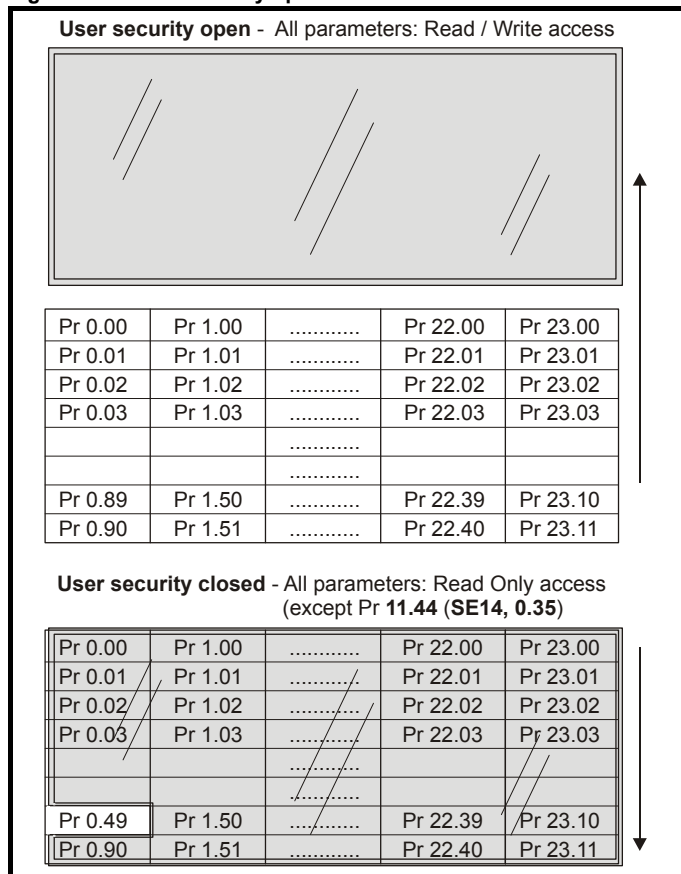 User security open - All parameters: Read / Write access
Pr 0.00 Pr 1.00 ............ Pr 22.00 Pr 23.00
Pr 0.01 Pr 1.01 ............ Pr 22.01 Pr 23.01
Pr 0.02 Pr 1.02 ............ Pr 22.02 Pr 23.02
Pr 0.03 Pr 1.03 ............ Pr 22.03 Pr 23.03
............
............
Pr 0.89 Pr 1.50 ............ Pr 22.39 Pr 23.10
Pr 0.90 Pr 1.51 ............ Pr 22.40 Pr 23.11
User security closed - All parameters: Read Only access
(except Pr 11.44 (SE14, 0.35)
Pr 0.00 Pr 1.00 ............ Pr 22.00 Pr 23.00
Pr 0.01 Pr 1.01 ............ Pr 22.01 Pr 23.01
Pr 0.02 Pr 1.02 ............ Pr 22.02 Pr 23.02
Pr 0.03 Pr 1.03 ............ Pr 22.03 Pr 23.03
............
............
Pr 0.49 Pr 1.50 ............ Pr 22.39 Pr 23.10
Pr 0.90 Pr 1.51 ............ Pr 22.40 Pr 23.11